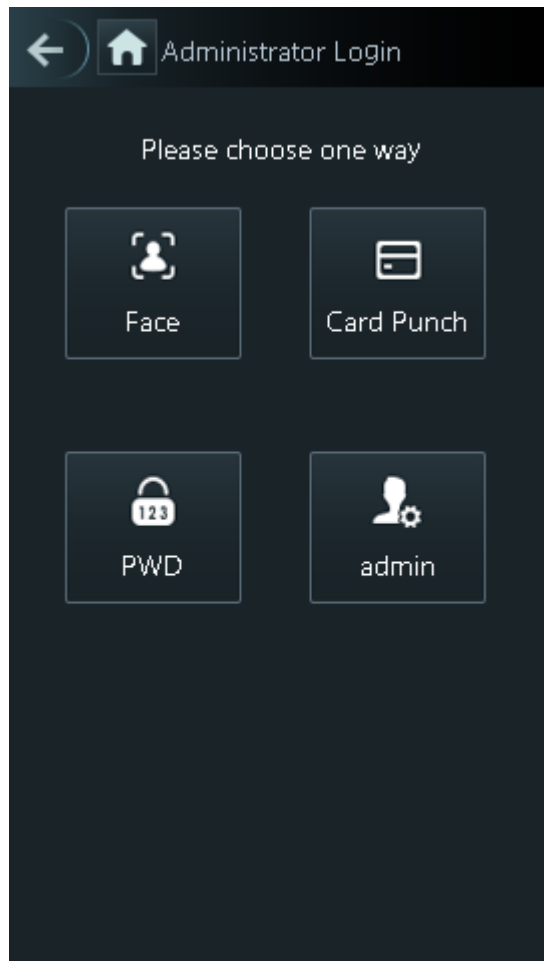 Administrator Login
Please choose one way
Face
Card Punch
123
PWD
admin